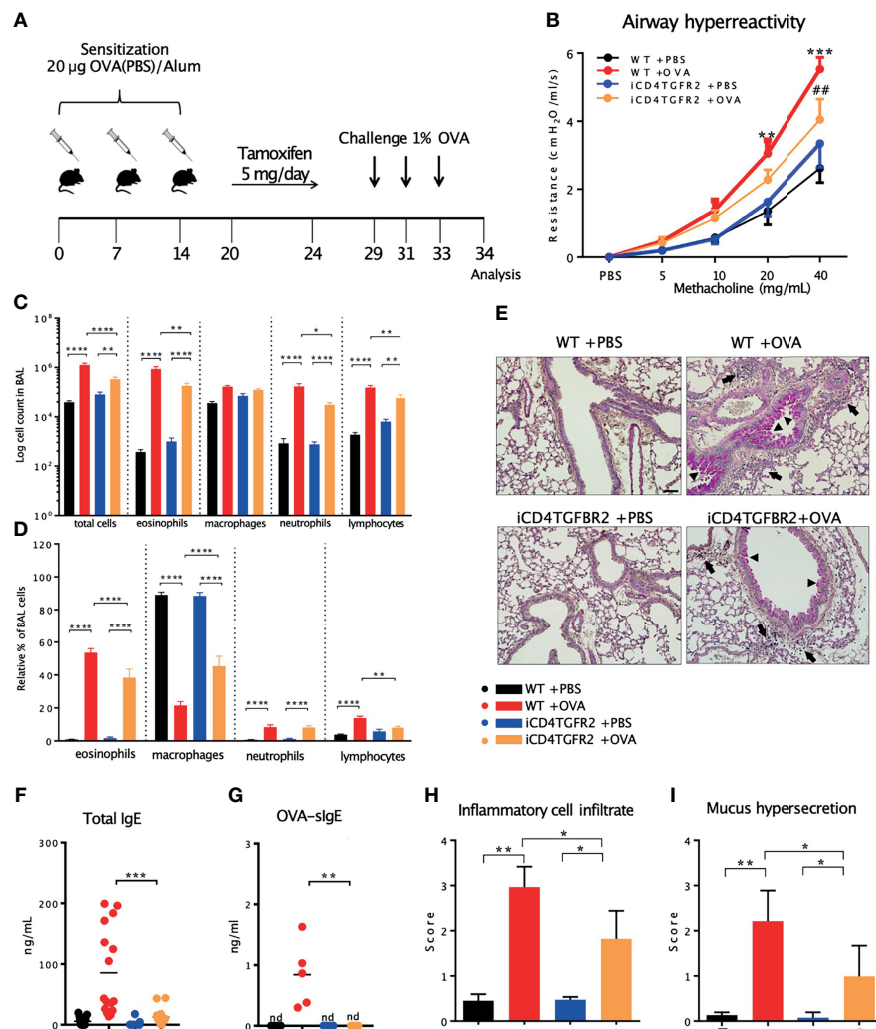 A
Sensitization
20 µg OVA(PBS)/Alum
Tamoxifen
5 mg/day
Challenge 1% OVA
0 7 14 20 24 29 31 33 34
Analysis
B
Airway hyperreactivity
WT +PBS
WT +OVA
iCD4TGFR2 +PBS
iCD4TGFR2 +OVA
***
##
**
Resistance (cmH2O/ml/s)
6
4
2
0
PBS 5 10 20 40
Methacholine (mg/mL)
C
Log cell count in BAL
10^8
10^6
10^4
10^2
10^0
**** ** * **
**** ** **** **** **** **** **** **
total cells eosinophils macrophages neutrophils lymphocytes
D
Relative % of BAL cells
120
100
80
60
40
20
0
**** **** **
**** **** **** **** **** **** ****
eosinophils macrophages neutrophils lymphocytes
E
WT +PBS WT +OVA
iCD4TGFBR2 +PBS iCD4TGFBR2+OVA
WT +PBS
WT +OVA
iCD4TGFR2 +PBS
iCD4TGFR2 +OVA
F
Total IgE
ng/mL
300
200
100
0
***
G
OVA-sIgE
ng/ml
3
2
1
0
**
nd nd nd
H
Inflammatory cell infiltrate
Score
4
3
2
1
0
*
** *
I
Mucus hypersecretion
Score
4
3
2
1
0
*
** *